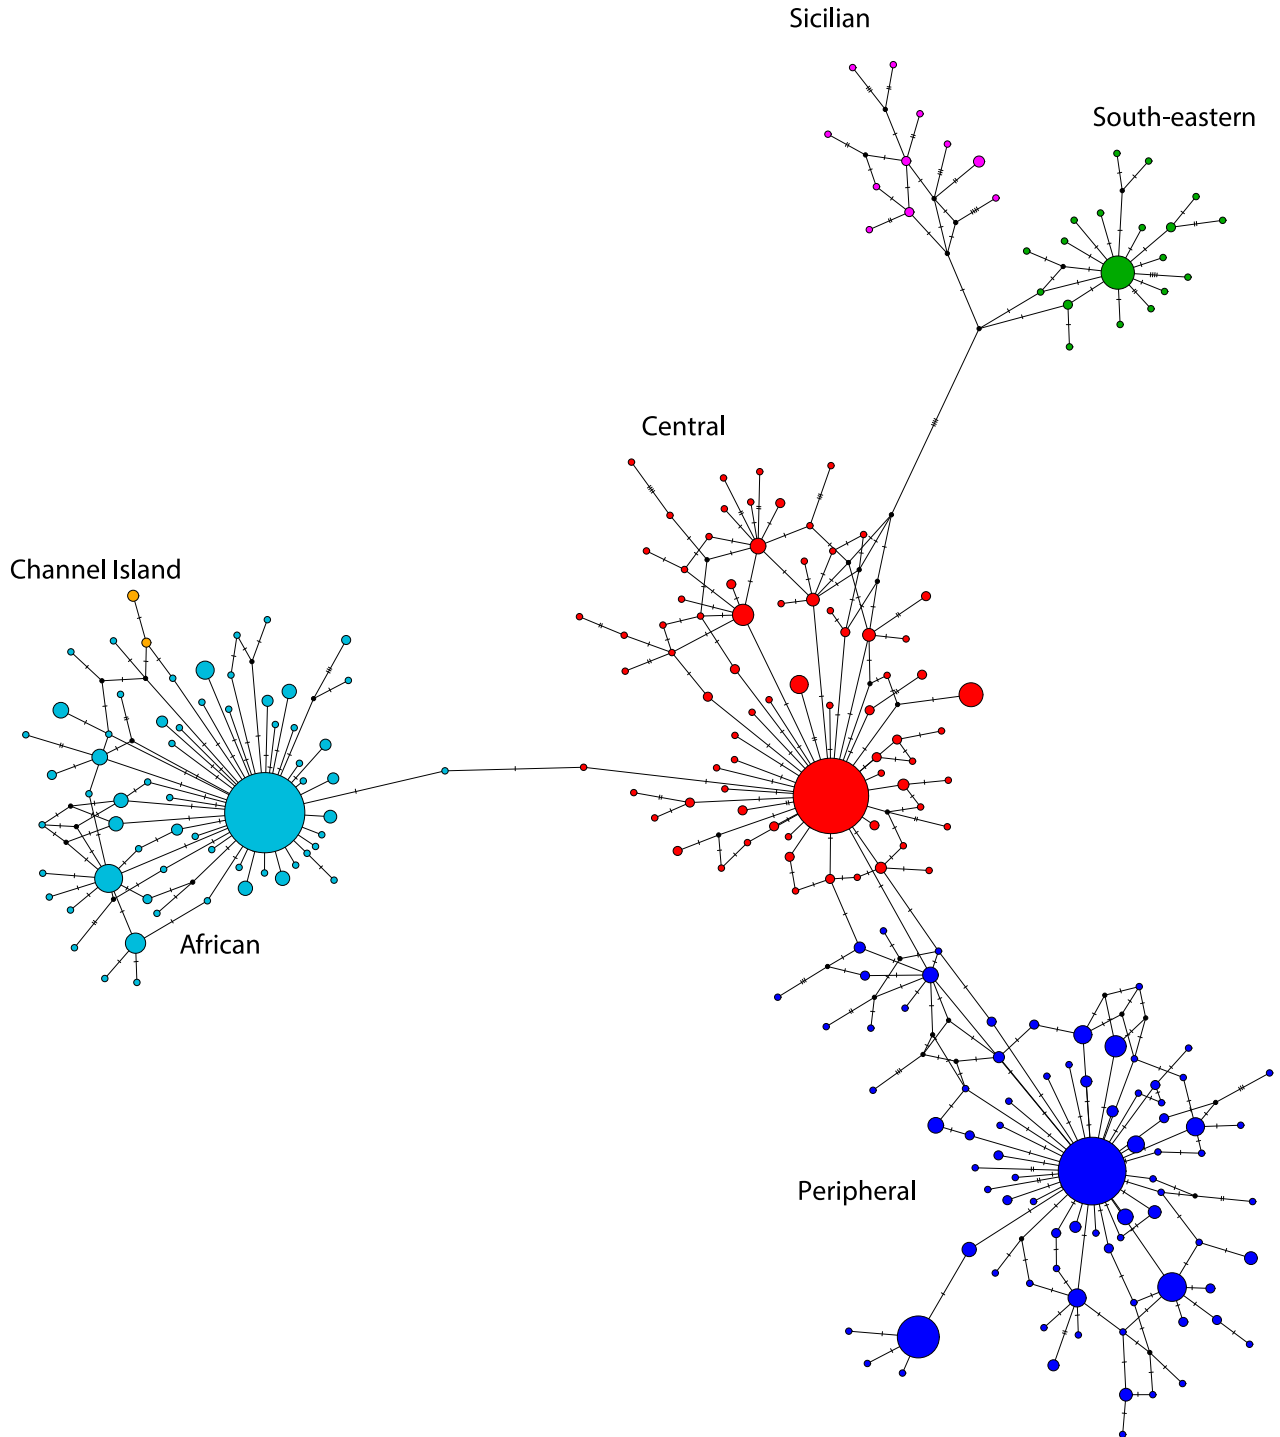 Sicilian
South-eastern
Central
Channel Island
African
Peripheral